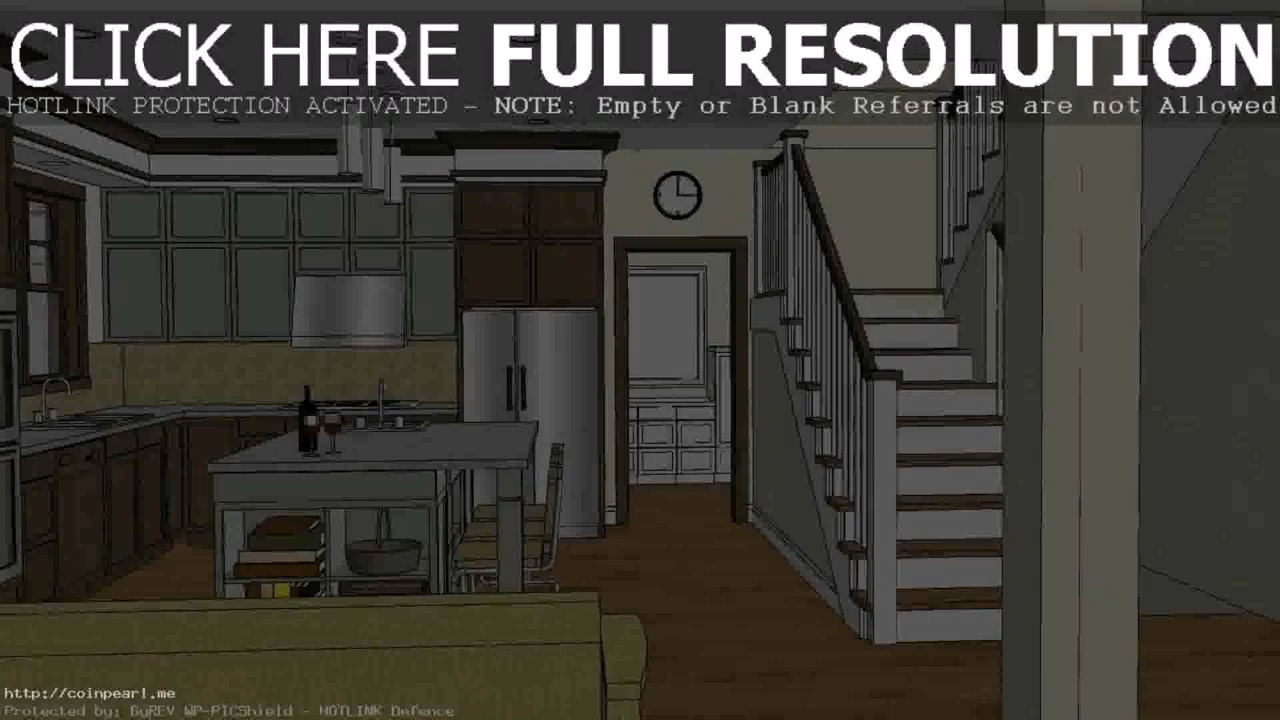 CLICK HERE FULL RESOLUTION
HOTLINK PROTECTION ACTIVATED - NOTE: Empty or Blank Referrals are not Allowed
http://coinpearl.me
Protected by: ByREV WP-PICShield - HOTLINK Defence